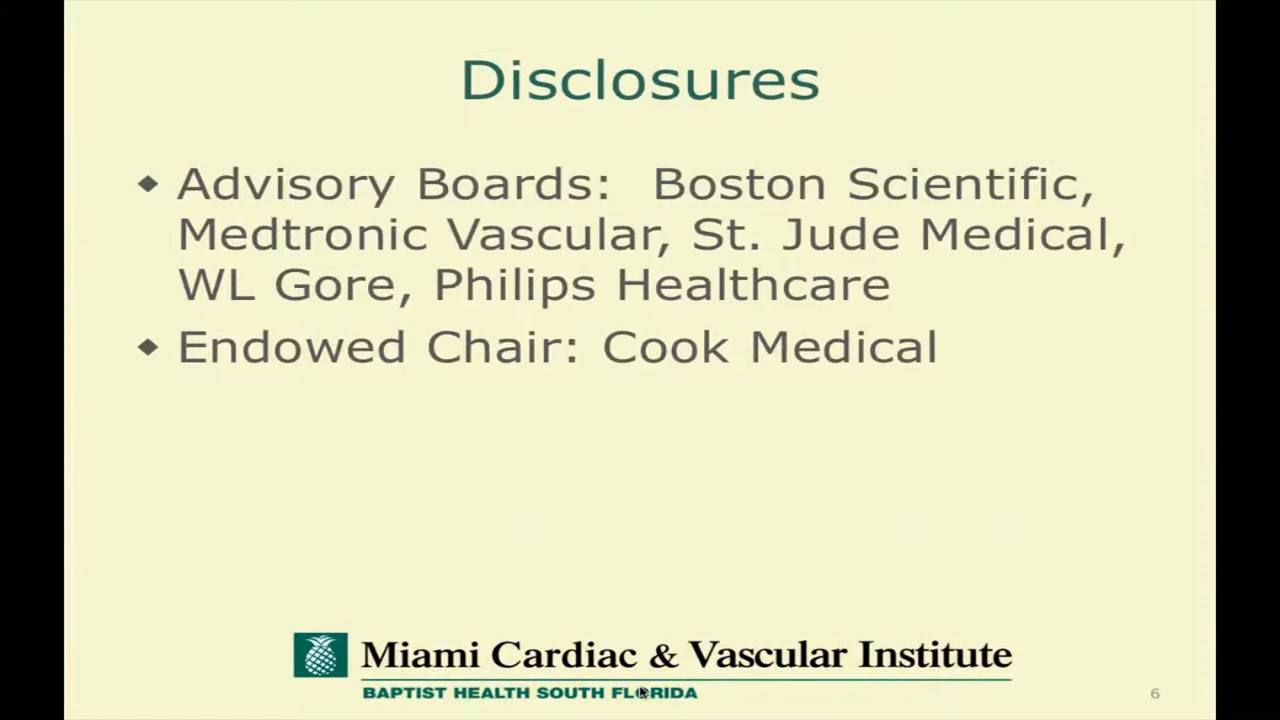 Disclosures
Advisory Boards: Boston Scientific,
Medtronic Vascular, St. Jude Medical,
WL Gore, Philips Healthcare
Endowed Chair: Cook Medical
Miami Cardiac & Vascular Institute
BAPTIST HEALTH SOUTH FLORIDA
6